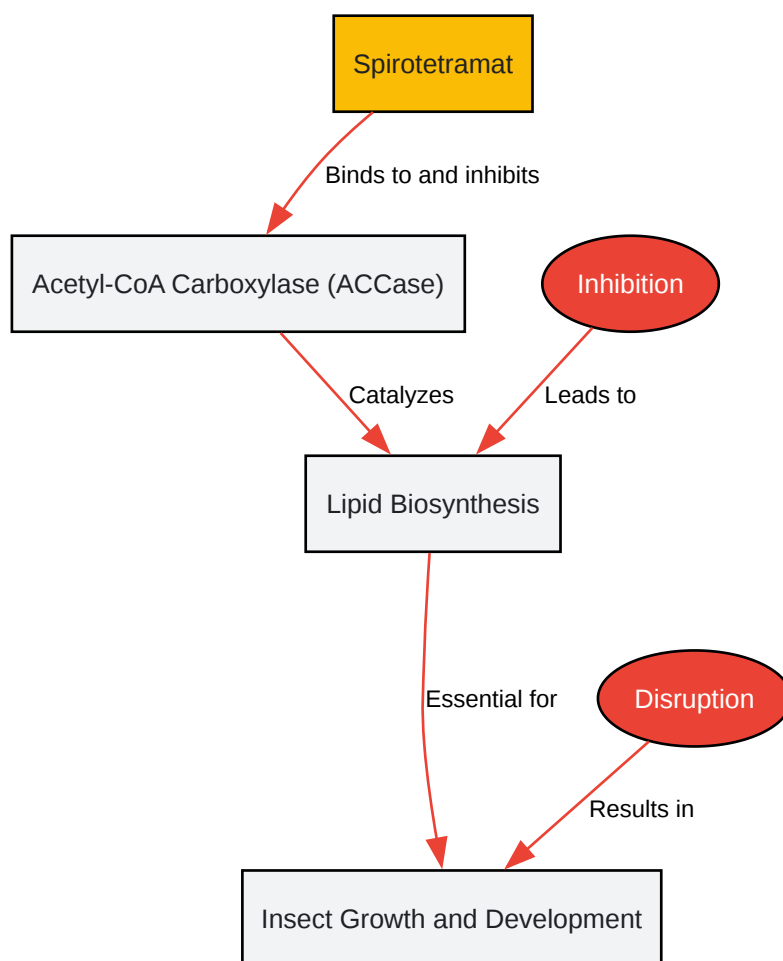 Spirotetramat
Binds to and inhibits
Acetyl-CoA Carboxylase (ACCase)
Inhibition
Catalyzes
Leads to
Lipid Biosynthesis
Essential for
Disruption
Results in
Insect Growth and Development